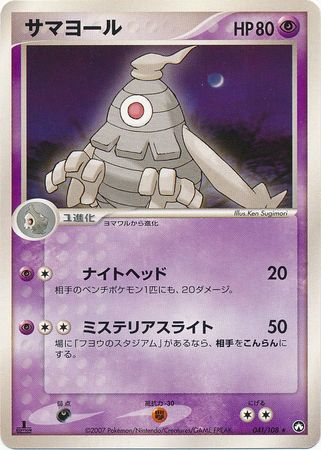 サマヨール HP80
Illus.Ken Sugimori
1進化
ヨマワルから進化
ナイトヘッド 20
相手のベンチポケモン1匹にも、20ダメージ。
ミステリアスライト 50
場に「フヨウのスタジアム」があるなら、相手をこんらんに
する。
弱点 抵抗力-30 にげる
1 EDITION ©2007 Pokémon/Nintendo/Creatures/GAME FREAK. 041/108 ★